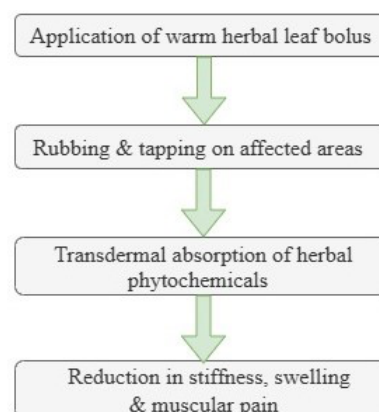 Application of warm herbal leaf bolus
Rubbing & tapping on affected areas
Transdermal absorption of herbal
phytochemicals
Reduction in stiffness, swelling
& muscular pain